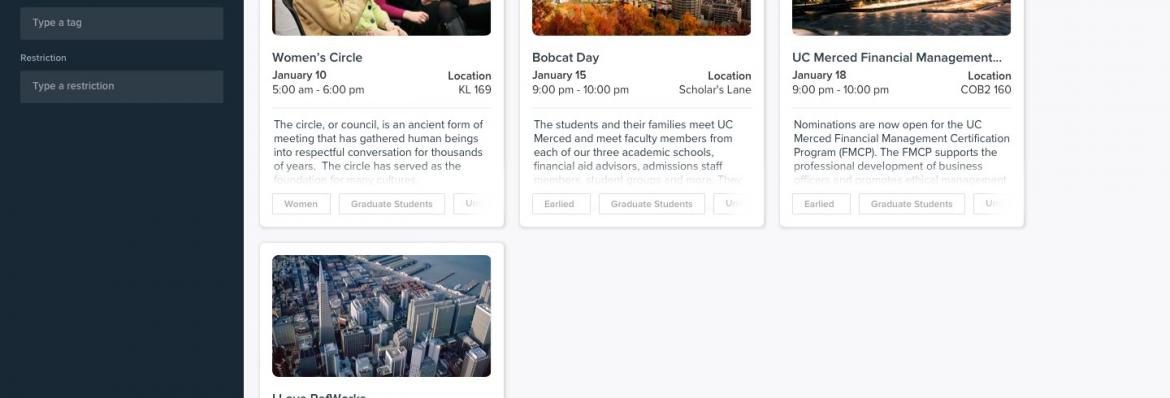 Type a tag
Restriction
Type a restriction
Women's Circle
January 10
Location
5:00 am - 6:00 pm
KL 169
The circle, or council, is an ancient form of
meeting that has gathered human beings
into respectful conversation for thousands
of years. The circle has served as the
foundation for many cultures.
Women
Graduate Students
Bobcat Day
January 15
Location
9:00 pm - 10:00 pm
Scholar's Lane
The students and their families meet UC
Merced and meet faculty members from
each of our three academic schools,
financial aid advisors, admissions staff
members, student groups and more. They
Earlied
Graduate Students
UC Merced Financial Management...
January 18
Location
9:00 pm - 10:00 pm
COB2 160
Nominations are now open for the UC
Merced Financial Management Certification
Program (FMCP). The FMCP supports the
professional development of business
officers and promotes ethical management
Earlied
Graduate Students
I Love RefWorks